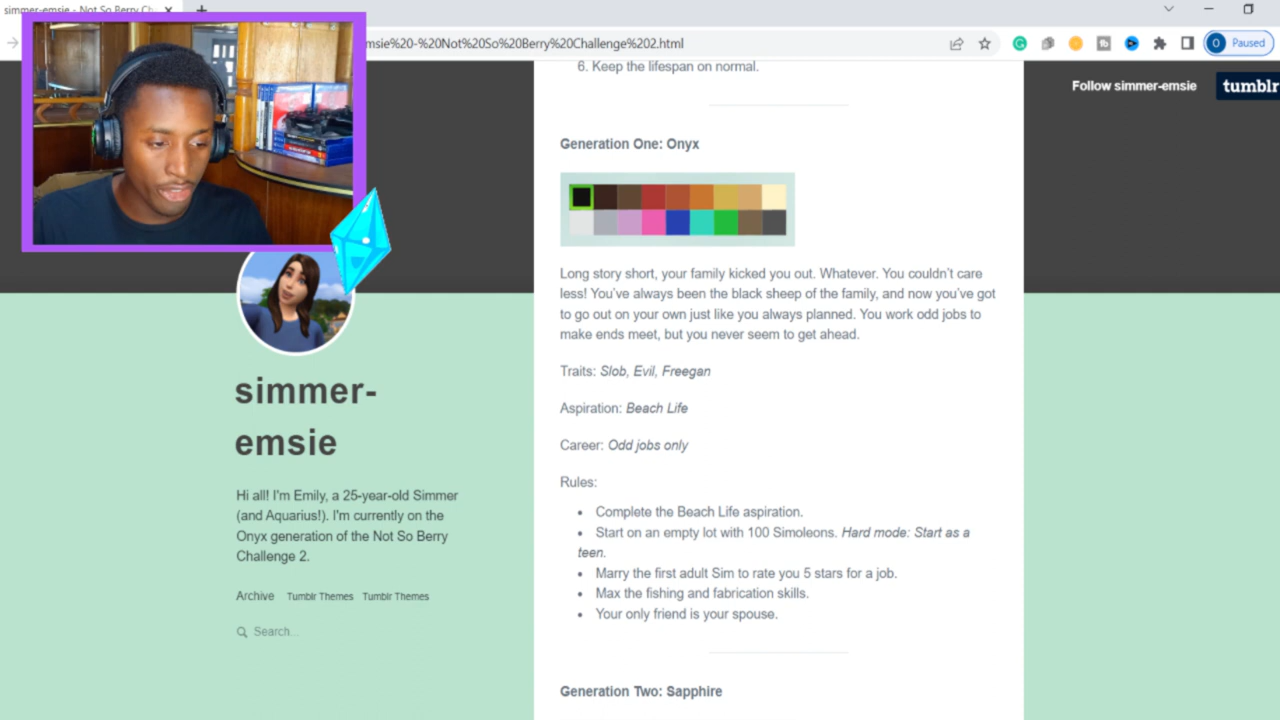 simmer-emsie - Not So Berry Ch
msie%20-%20Not%20So%20Berry%20Challenge%202.html
O Paused
6. Keep the lifespan on normal.
Follow simmer-emsie
tumblr
Generation One: Onyx
Long story short, your family kicked you out. Whatever. You couldn't care
less! You've always been the black sheep of the family, and now you've got
to go out on your own just like you always planned. You work odd jobs to
make ends meet, but you never seem to get ahead.
Traits: Slob, Evil, Freegan
Aspiration: Beach Life
Career: Odd jobs only
Rules:
• Complete the Beach Life aspiration.
• Start on an empty lot with 100 Simoleons. Hard mode: Start as a
teen.
• Marry the first adult Sim to rate you 5 stars for a job.
• Max the fishing and fabrication skills.
• Your only friend is your spouse.
Generation Two: Sapphire
simmer-
emsie
Hi all! I'm Emily, a 25-year-old Simmer
(and Aquarius!). I'm currently on the
Onyx generation of the Not So Berry
Challenge 2.
Archive Tumblr Themes Tumblr Themes
Search...